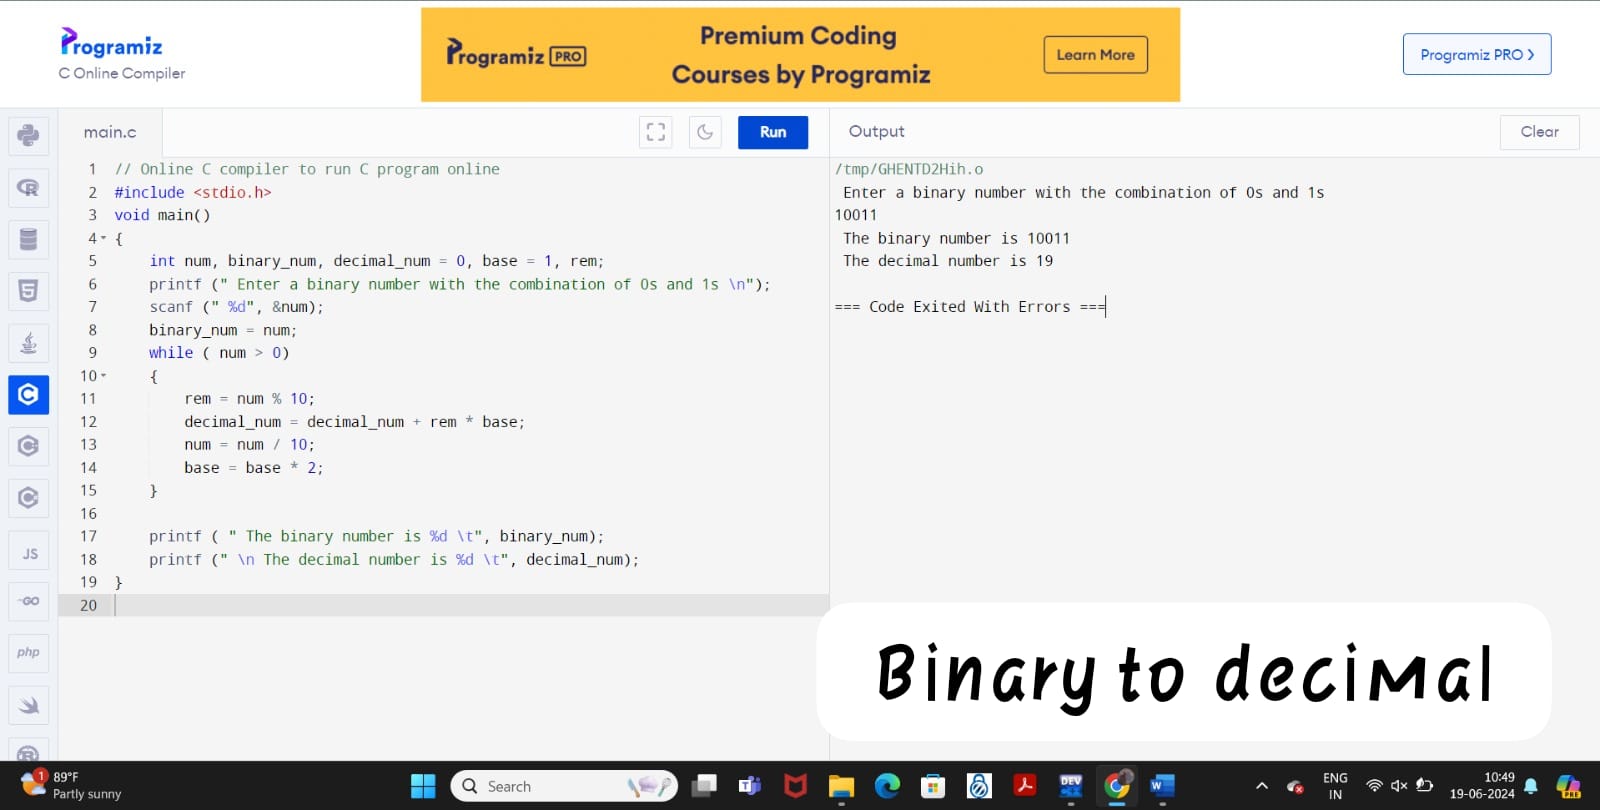 Programiz
C Online Compiler
Programiz PRO
Premium Coding
Courses by Programiz
Learn More
Programiz PRO >
main.c
Run
Output
Clear
1 // Online C compiler to run C program online
2 #include <stdio.h>
3 void main()
4 {
5 int num, binary_num, decimal_num = 0, base = 1, rem;
6 printf (" Enter a binary number with the combination of 0s and 1s \n");
7 scanf (" %d", &num);
8 binary_num = num;
9 while ( num > 0)
10 {
11 rem = num % 10;
12 decimal_num = decimal_num + rem * base;
13 num = num / 10;
14 base = base * 2;
15 }
16
17 printf ( " The binary number is %d \t", binary_num);
18 printf (" \n The decimal number is %d \t", decimal_num);
19 }
20
/tmp/GHENTD2Hih.o
Enter a binary number with the combination of 0s and 1s
10011
The binary number is 10011
The decimal number is 19
=== Code Exited With Errors ===
JS
GO
php
Binary to decimal
1
89°F
Partly sunny
Search
DEV
ENG
IN
10:49
19-06-2024
PRE